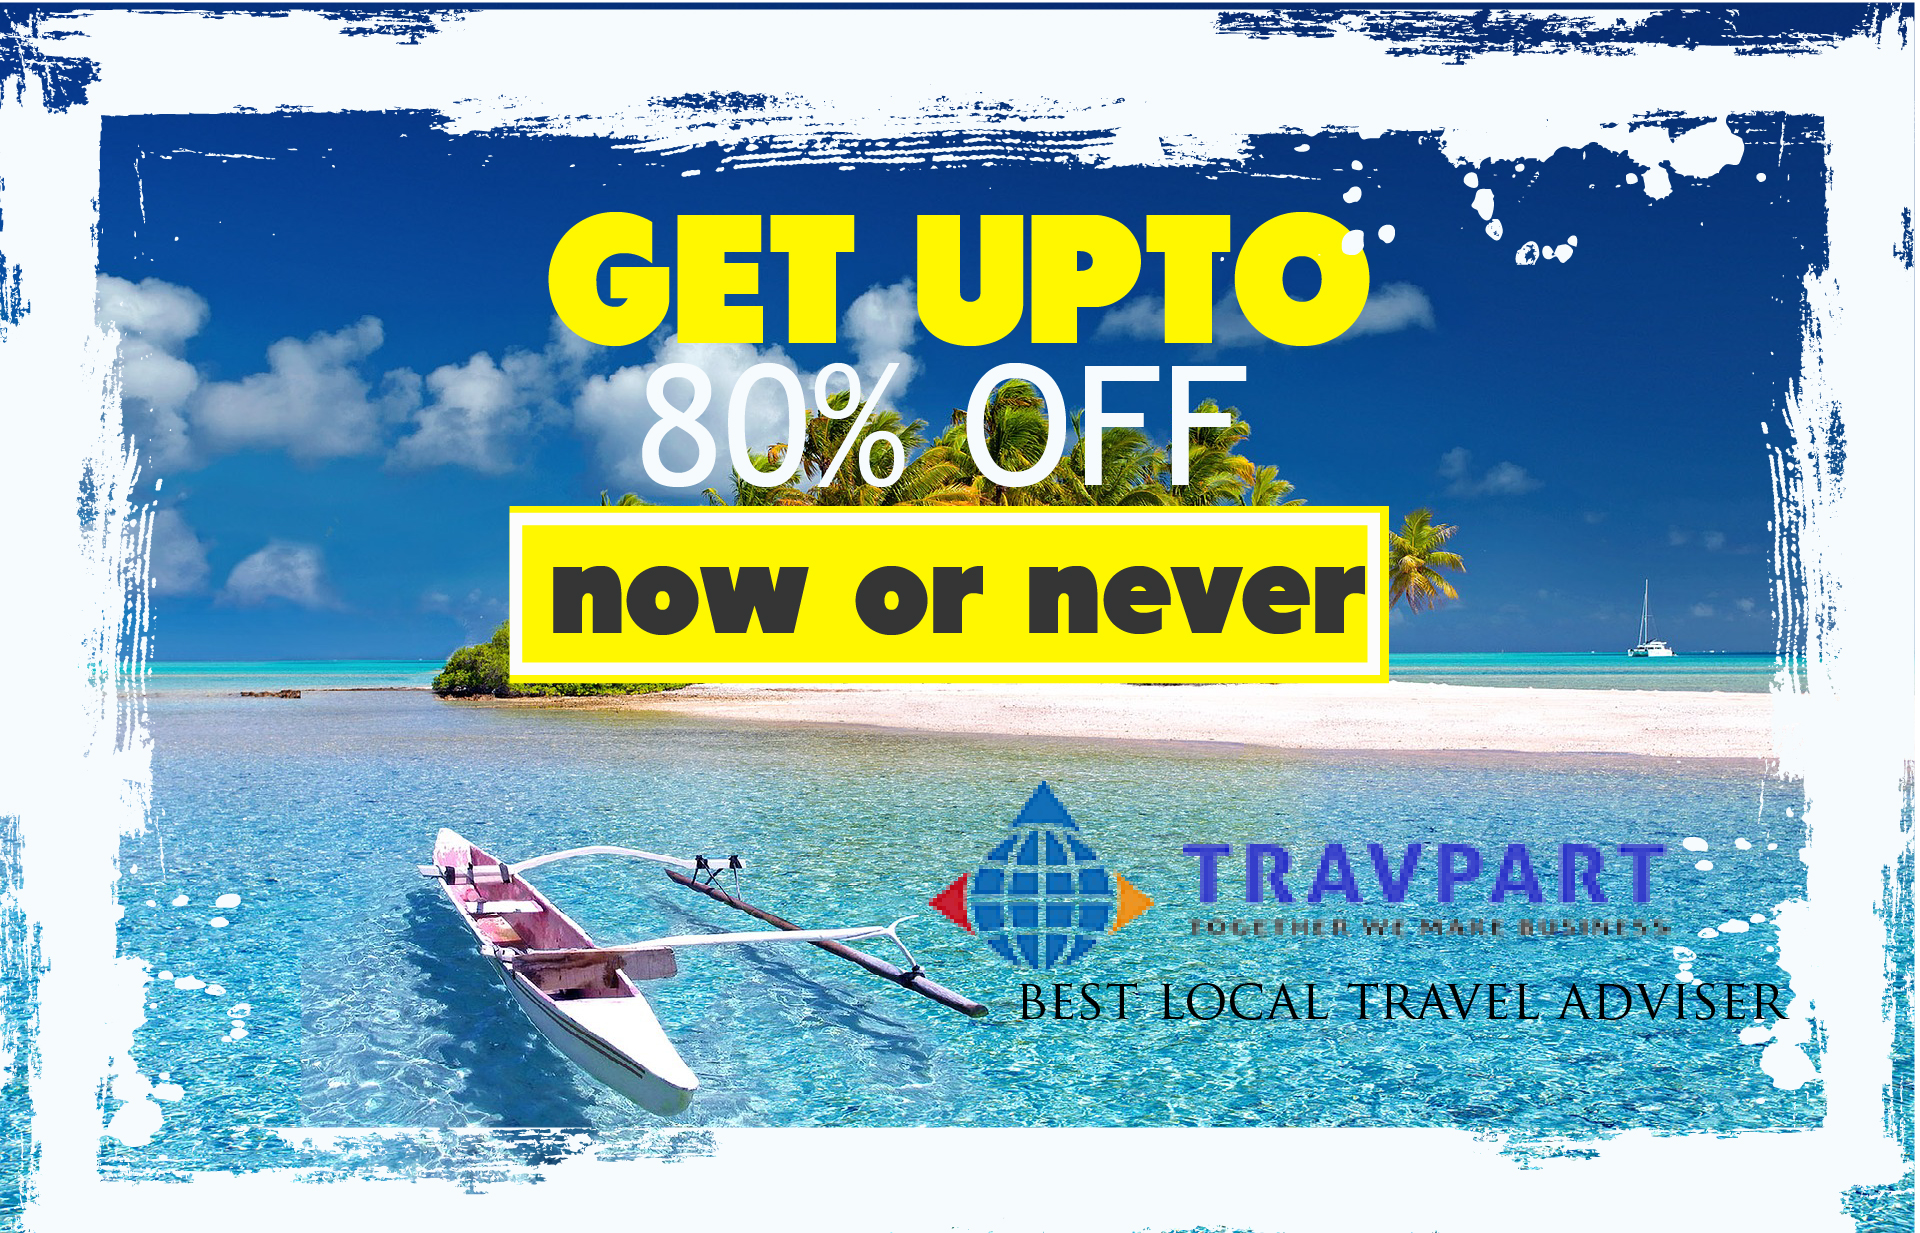 GET UPTO
80% OFF
now or never
TRAVPART
TOGETHER WE MAKE BUSINESS
BEST LOCAL TRAVEL ADVISER